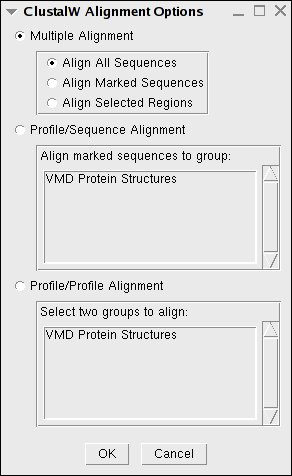 ClustalW Alignment Options
Multiple Alignment
Align All Sequences
Align Marked Sequences
Align Selected Regions
Profile/Sequence Alignment
Align marked sequences to group:
VMD Protein Structures
Profile/Profile Alignment
Select two groups to align:
VMD Protein Structures
OK Cancel